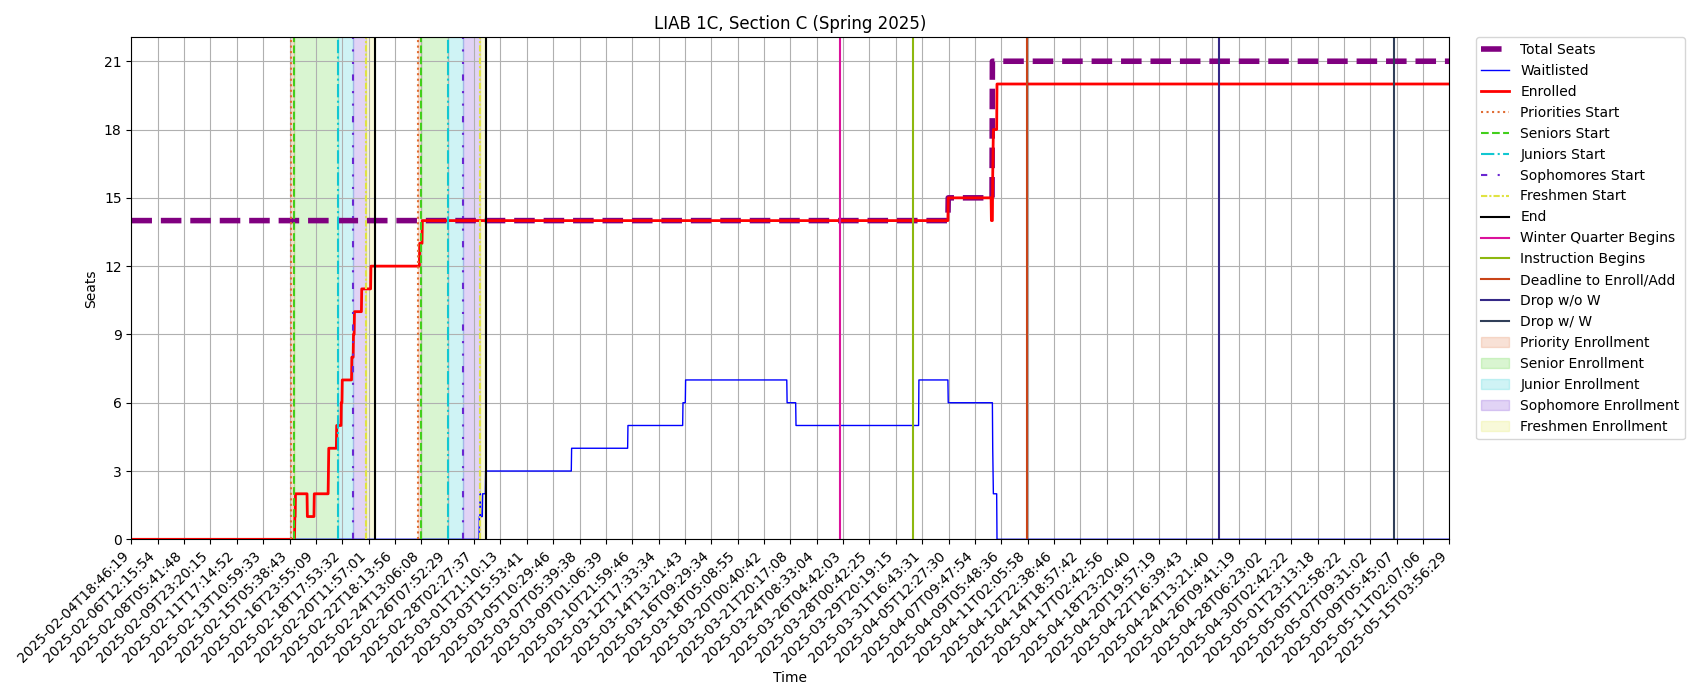 LIAB 1C, Section C (Spring 2025)
Seats
21
18
15
12
9
6
3
0
2025-02-04T18:46:19
2025-02-06T12:15:54
2025-02-08T05:41:48
2025-02-09T23:20:15
2025-02-11T17:14:52
2025-02-13T10:59:33
2025-02-15T05:38:43
2025-02-16T23:55:09
2025-02-18T17:53:32
2025-02-20T11:57:01
2025-02-22T18:13:56
2025-02-24T13:06:08
2025-02-26T07:52:29
2025-02-28T02:27:37
2025-03-01T21:10:13
2025-03-03T15:53:41
2025-03-05T10:29:46
2025-03-07T05:39:38
2025-03-09T01:06:39
2025-03-10T21:59:46
2025-03-12T17:33:34
2025-03-14T13:21:43
2025-03-16T09:29:34
2025-03-18T05:08:55
2025-03-20T00:40:42
2025-03-21T20:17:08
2025-03-24T08:33:04
2025-03-26T04:42:03
2025-03-28T00:42:25
2025-03-29T20:19:15
2025-03-31T16:43:31
2025-04-05T12:27:30
2025-04-07T09:47:54
2025-04-09T05:48:36
2025-04-11T02:05:58
2025-04-12T22:38:46
2025-04-14T18:57:42
2025-04-17T02:42:56
2025-04-18T23:20:40
2025-04-20T19:57:19
2025-04-22T16:39:43
2025-04-24T13:21:40
2025-04-26T09:41:19
2025-04-28T06:23:02
2025-04-30T02:42:22
2025-05-01T23:13:18
2025-05-05T12:58:22
2025-05-07T09:31:02
2025-05-09T05:45:07
2025-05-11T02:07:06
2025-05-15T03:56:29
Time
Total Seats
Waitlisted
Enrolled
Priorities Start
Seniors Start
Juniors Start
Sophomores Start
Freshmen Start
End
Winter Quarter Begins
Instruction Begins
Deadline to Enroll/Add
Drop w/o W
Drop w/ W
Priority Enrollment
Senior Enrollment
Junior Enrollment
Sophomore Enrollment
Freshmen Enrollment